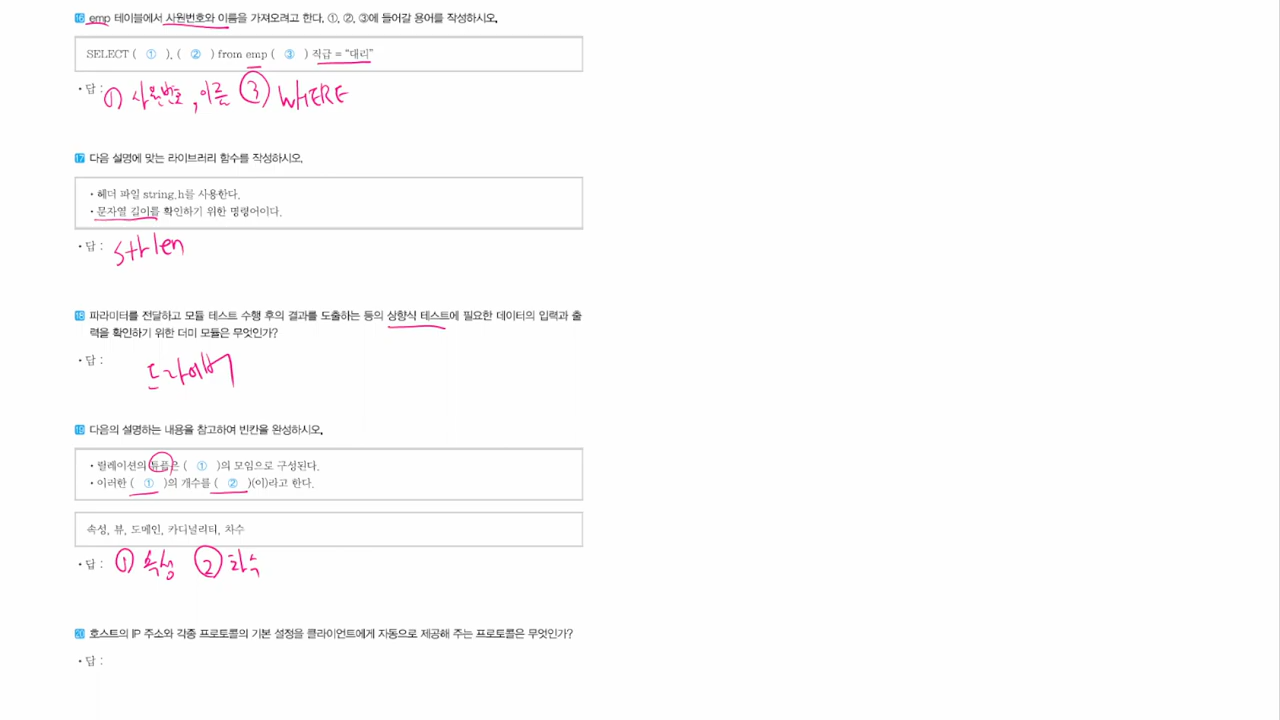 16 emp 테이블에서 사원번호와 이름을 가져오려고 한다. ①, ②, ③에 들어갈 용어를 작성하시오.
SELECT ( ① ), ( ② ) from emp ( ③ ) 직급 = “대리”
• 답 : ① 사원번호, 이름 ③ WHERE
17 다음 설명에 맞는 라이브러리 함수를 작성하시오.
• 헤더 파일 string.h를 사용한다.
• 문자열 길이를 확인하기 위한 명령어이다.
• 답 : strlen
18 파라미터를 전달하고 모듈 테스트 수행 후의 결과를 도출하는 등의 상향식 테스트에 필요한 데이터의 입력과 출
력을 확인하기 위한 더미 모듈은 무엇인가?
• 답 : 드라이버
19 다음의 설명하는 내용을 참고하여 빈칸을 완성하시오.
• 릴레이션의 튜플은 ( ① )의 모임으로 구성된다.
• 이러한 ( ① )의 개수를 ( ② )(이)라고 한다.
속성, 뷰, 도메인, 카디널리티, 차수
• 답 : ① 속성 ② 차수
20 호스트의 IP 주소와 각종 프로토콜의 기본 설정을 클라이언트에게 자동으로 제공해 주는 프로토콜은 무엇인가?
• 답 :